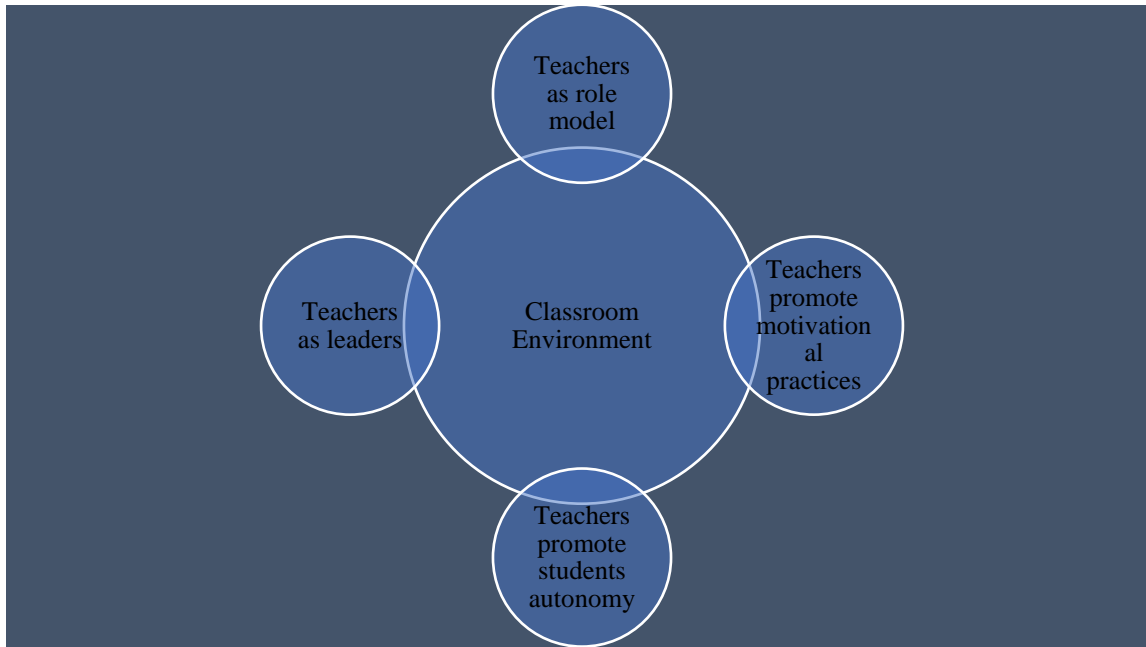 Teachers
as role
model
Teachers
as leaders
Classroom
Environment
Teachers
promote
motivation
al
practices
Teachers
promote
students
autonomy